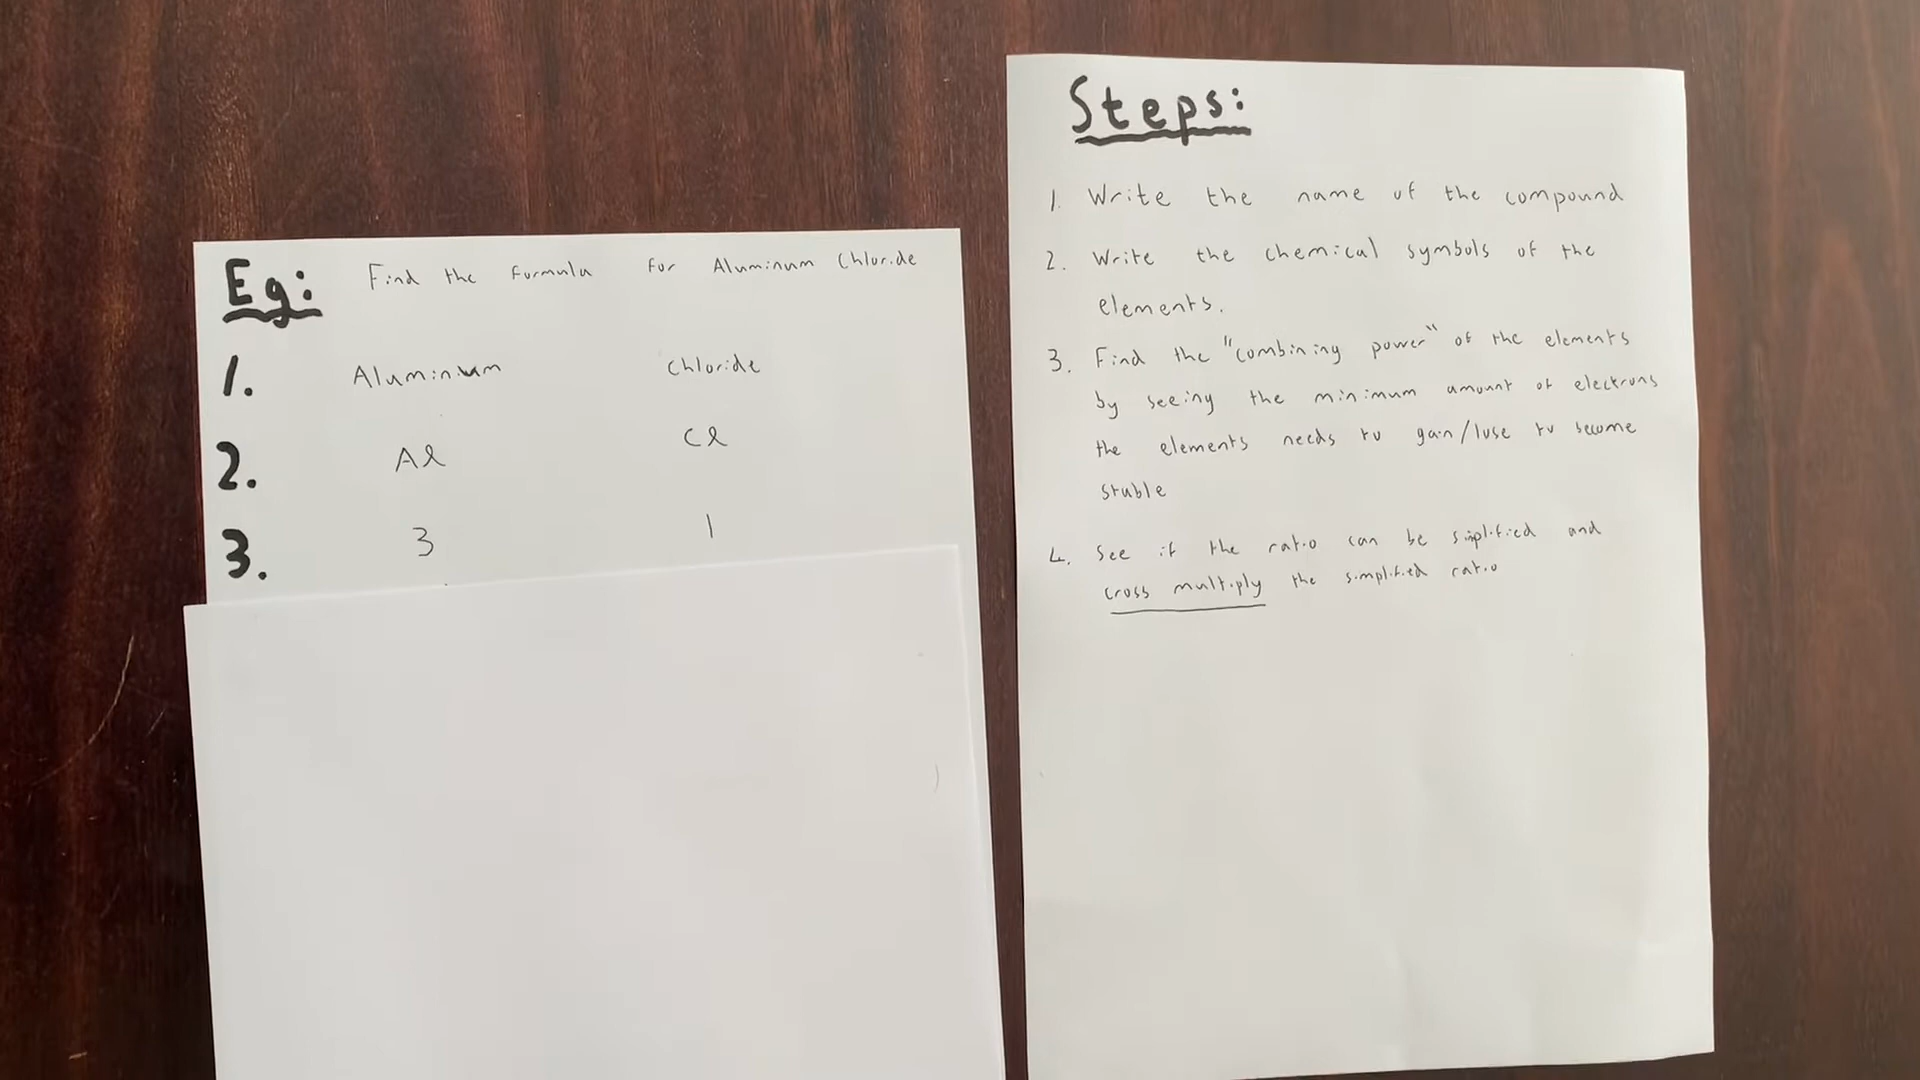 Eg: Find the formula for Aluminum Chloride
1. Aluminium Chloride
2. Al Cl
3. 3 1
Steps:
1. Write the name of the compound
2. Write the chemical symbols of the
elements.
3. Find the "combining power" of the elements
by seeing the minimum amount of electrons
the elements needs to gain/lose to become
stable
4. See if the ratio can be simplified and
cross multiply the simplified ratio